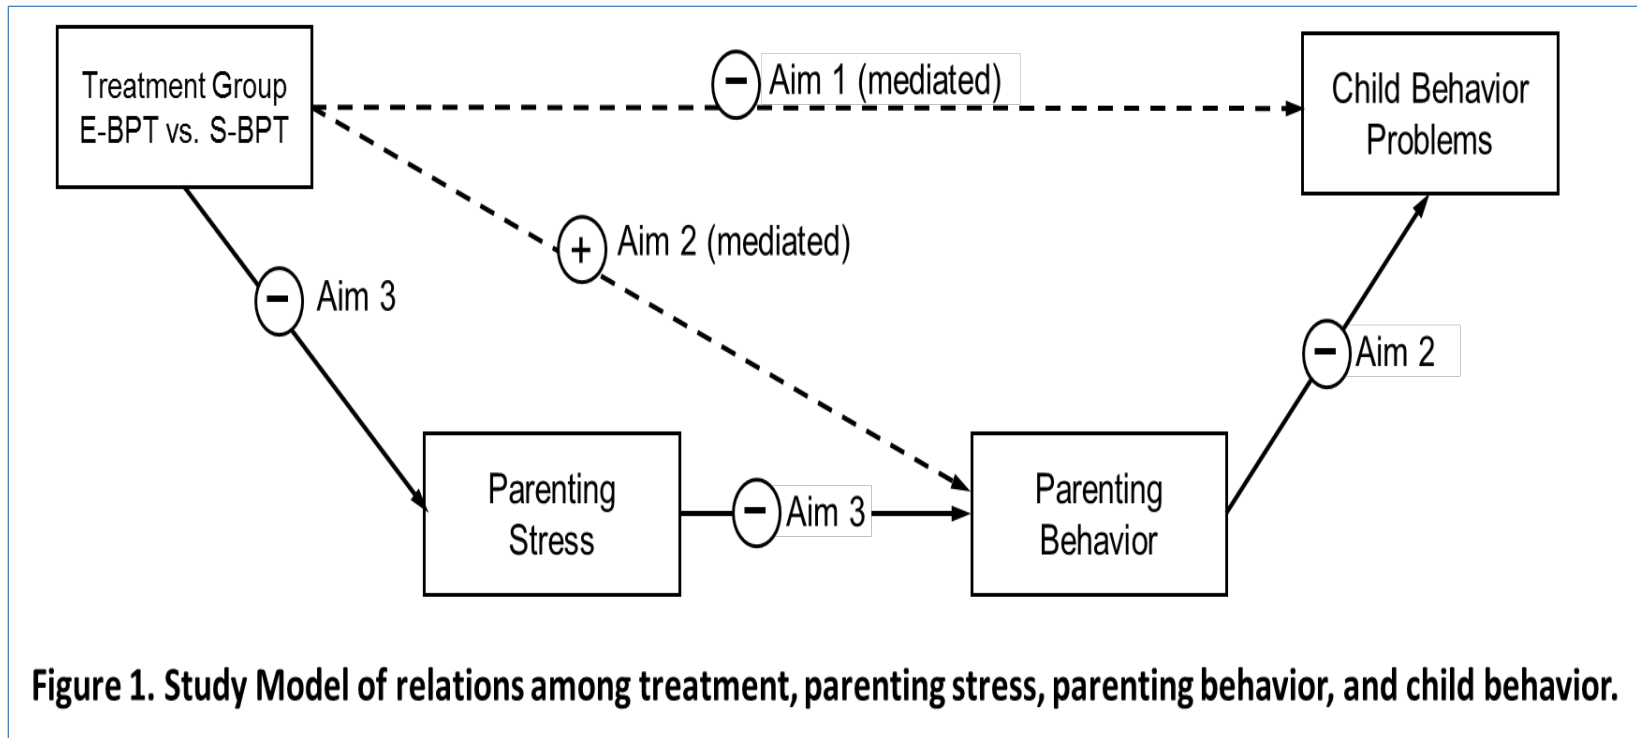 Treatment Group
E-BPT vs. S-BPT
− Aim 1 (mediated)
Child Behavior
Problems
+ Aim 2 (mediated)
− Aim 3
− Aim 2
Parenting
Stress
− Aim 3
Parenting
Behavior
Figure 1. Study Model of relations among treatment, parenting stress, parenting behavior, and child behavior.